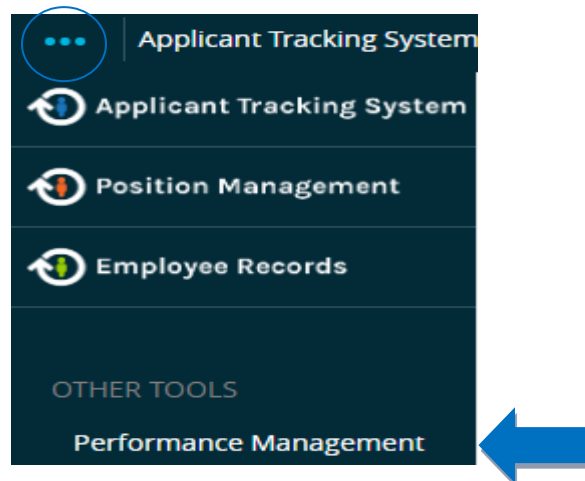 Applicant Tracking System
Applicant Tracking System
Position Management
Employee Records
OTHER TOOLS
Performance Management